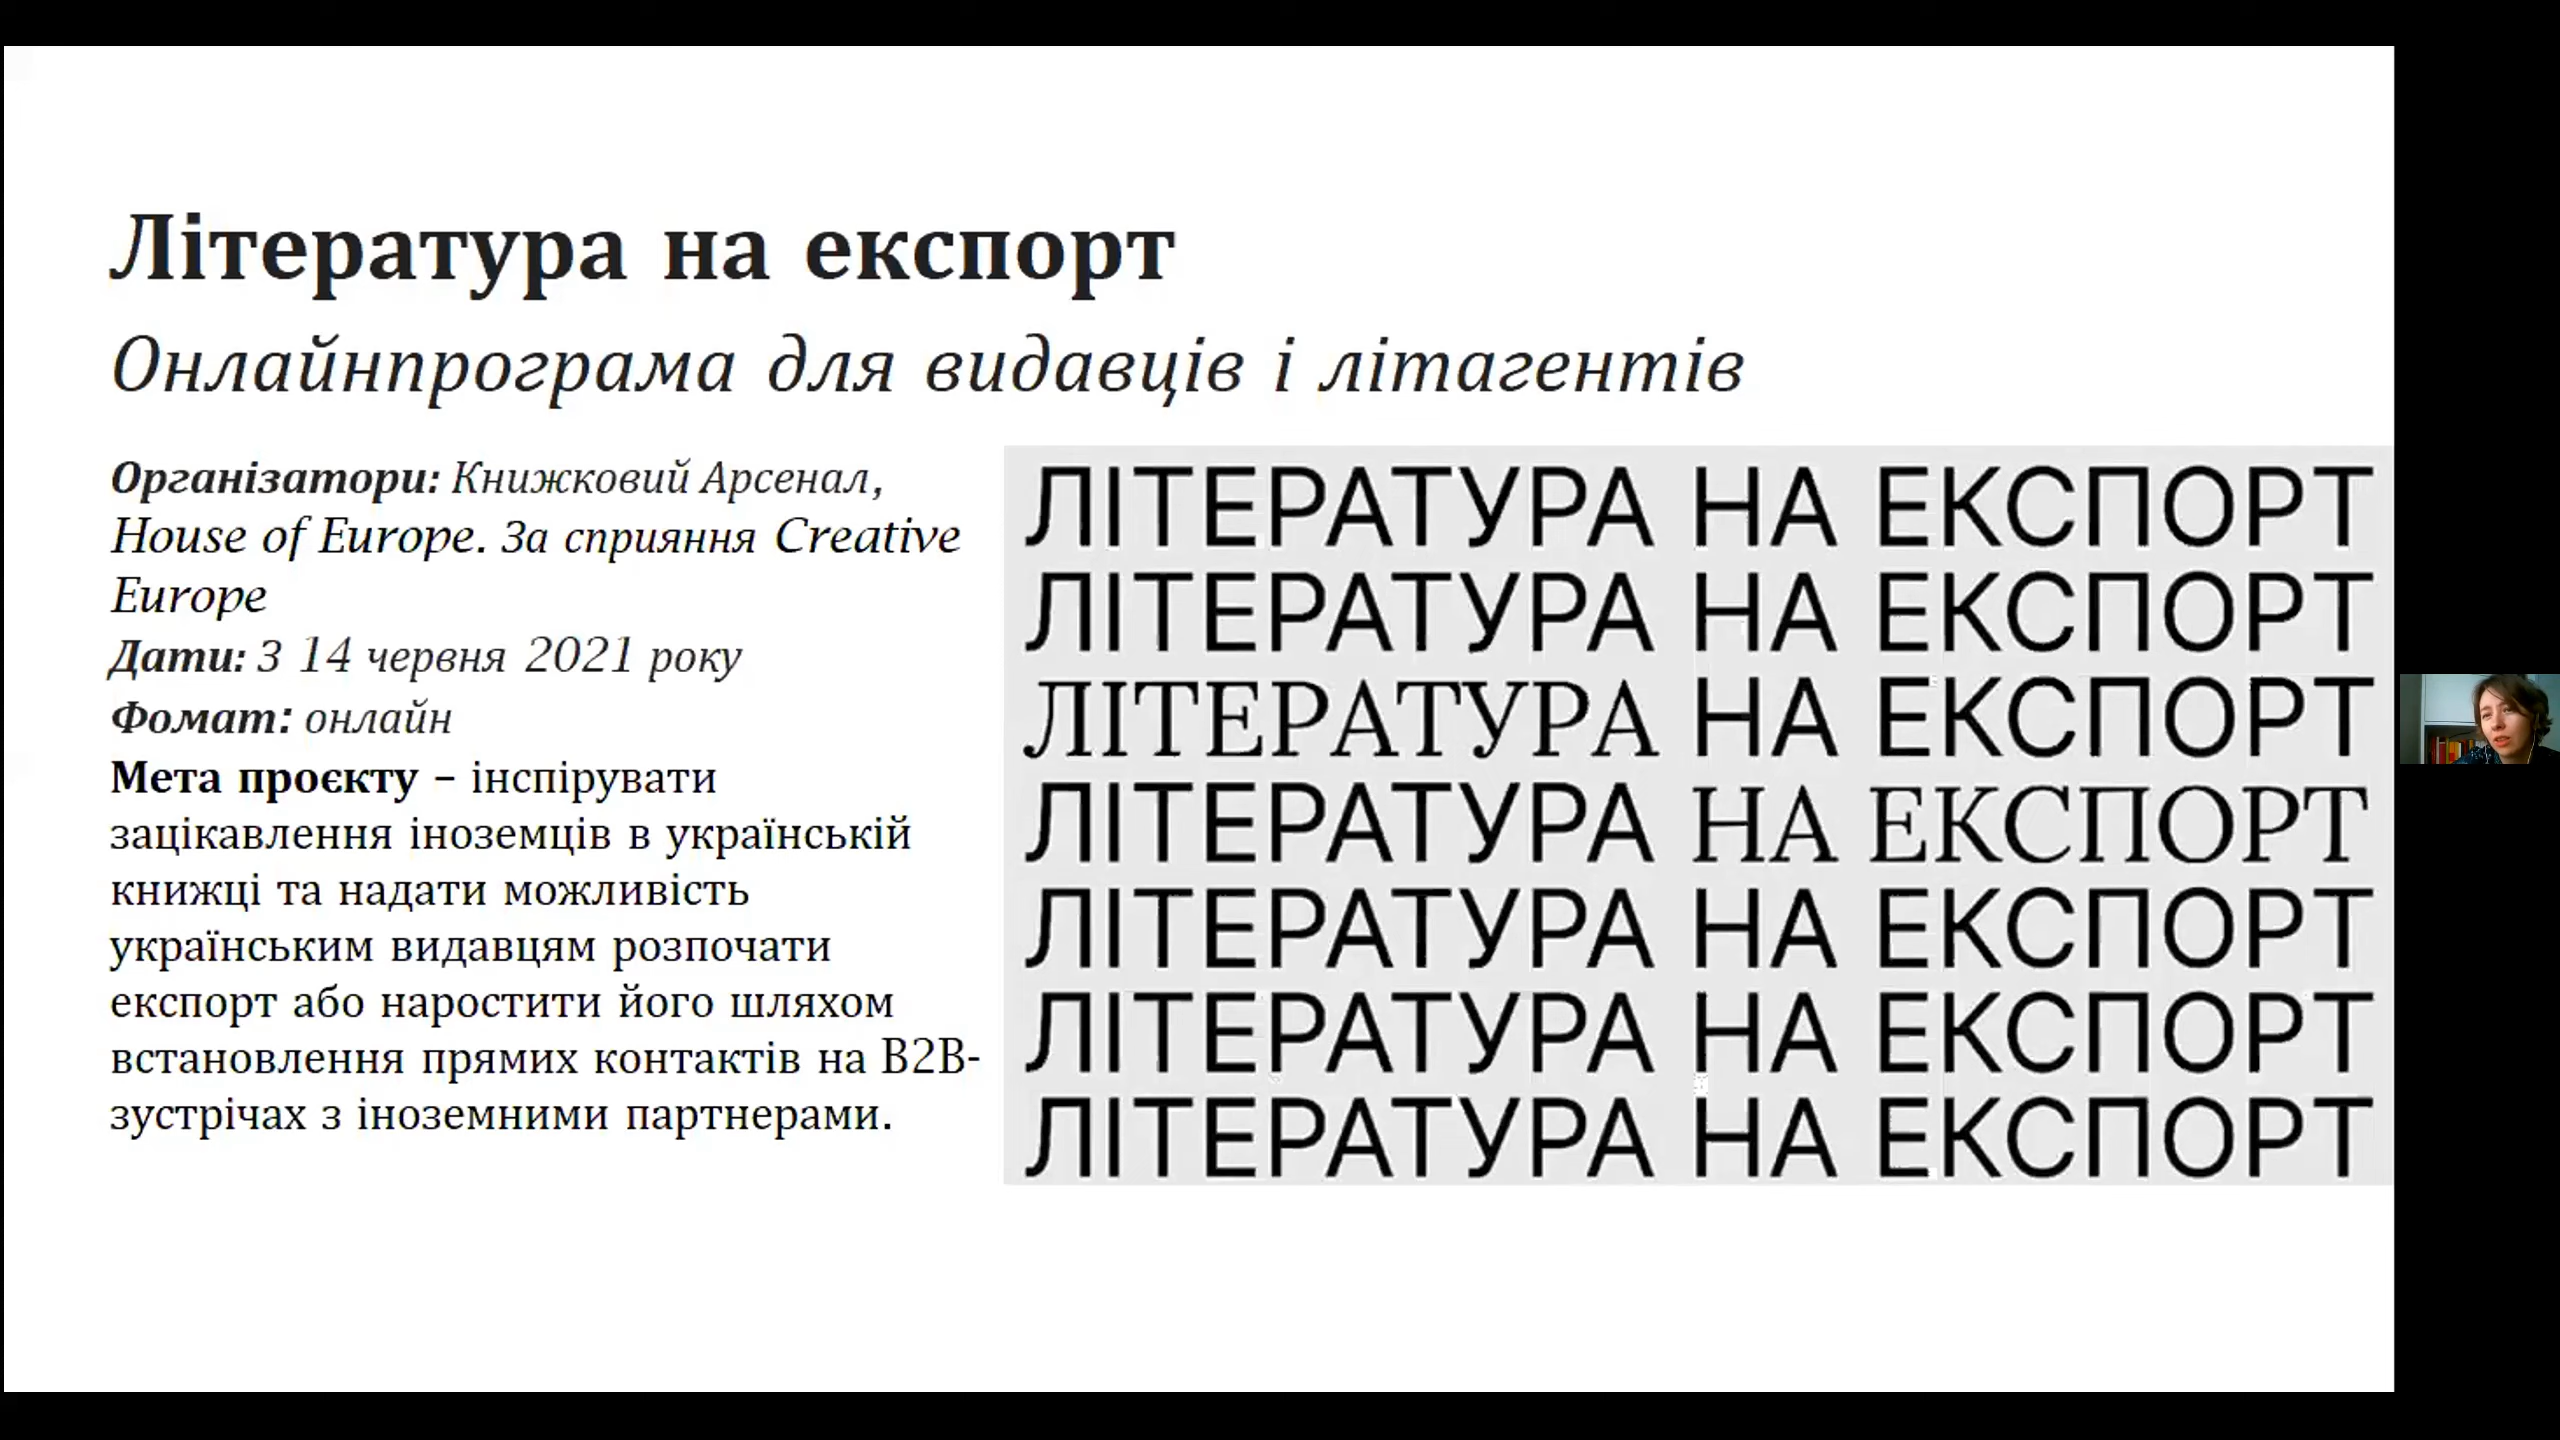 Література на експорт
Онлайнпрограма для видавців і літагентів
Організатори: Книжковий Арсенал,
House of Europe. За сприяння Creative
Europe
Дати: З 14 червня 2021 року
Фомат: онлайн
Мета проєкту – інспірувати
зацікавлення іноземців в українській
книжці та надати можливість
українським видавцям розпочати
експорт або наростити його шляхом
встановлення прямих контактів на B2B-
зустрічах з іноземними партнерами.
ЛІТЕРАТУРА НА ЕКСПОРТ
ЛІТЕРАТУРА НА ЕКСПОРТ
ЛІТЕРАТУРА НА ЕКСПОРТ
ЛІТЕРАТУРА НА ЕКСПОРТ
ЛІТЕРАТУРА НА ЕКСПОРТ
ЛІТЕРАТУРА НА ЕКСПОРТ
ЛІТЕРАТУРА НА ЕКСПОРТ